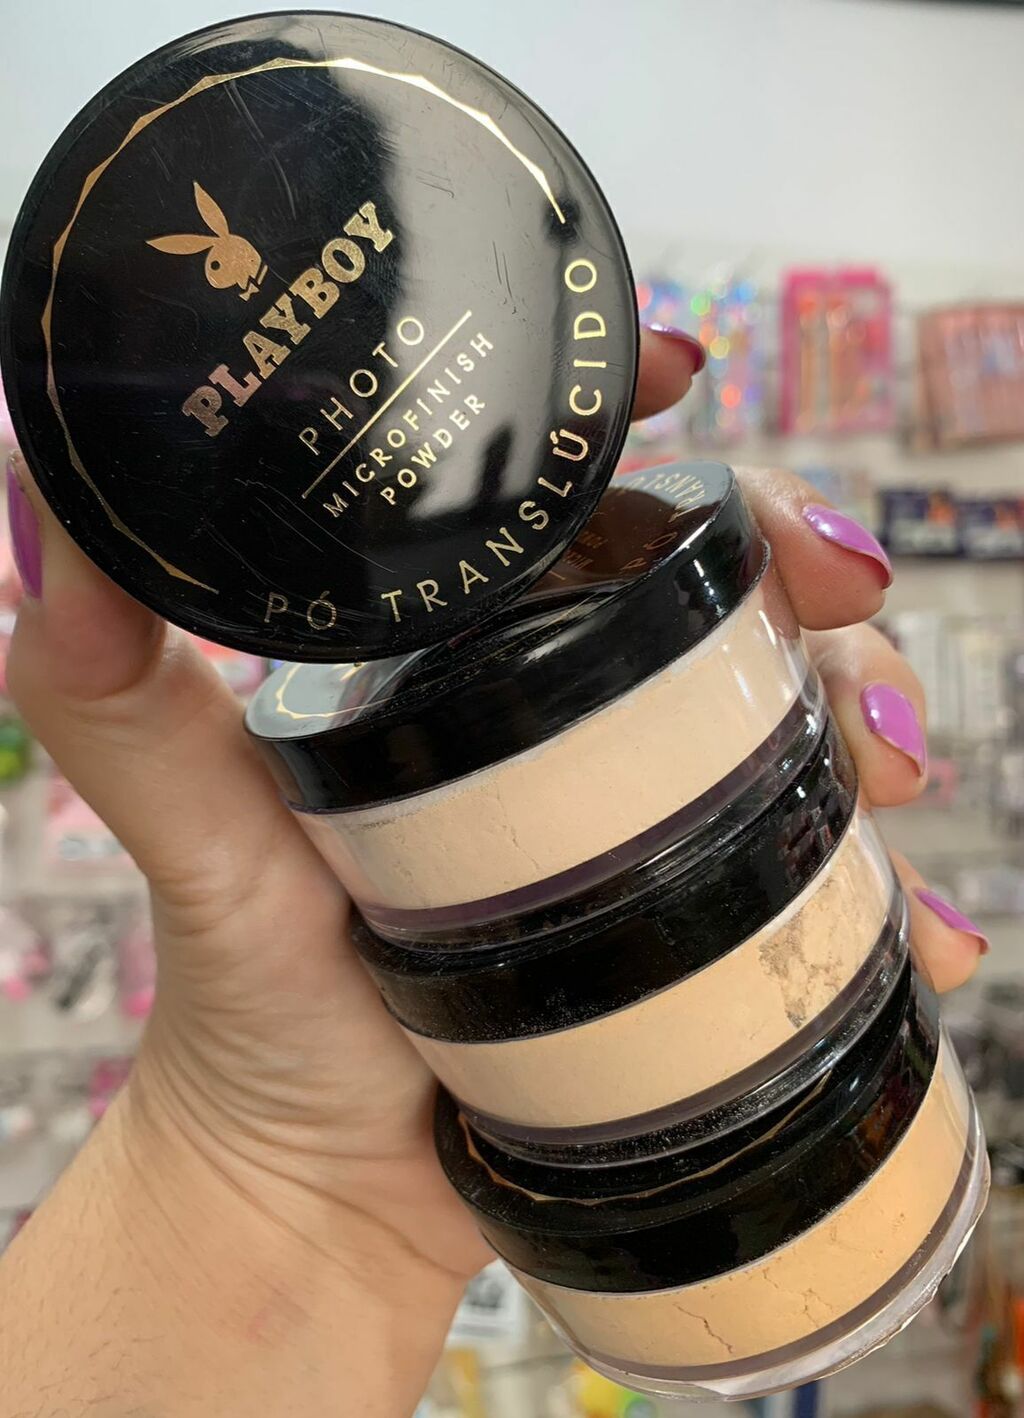 PLAYBOY
PHOTO
MICROFINISH
POWDER
PÓ TRANSLÚCIDO